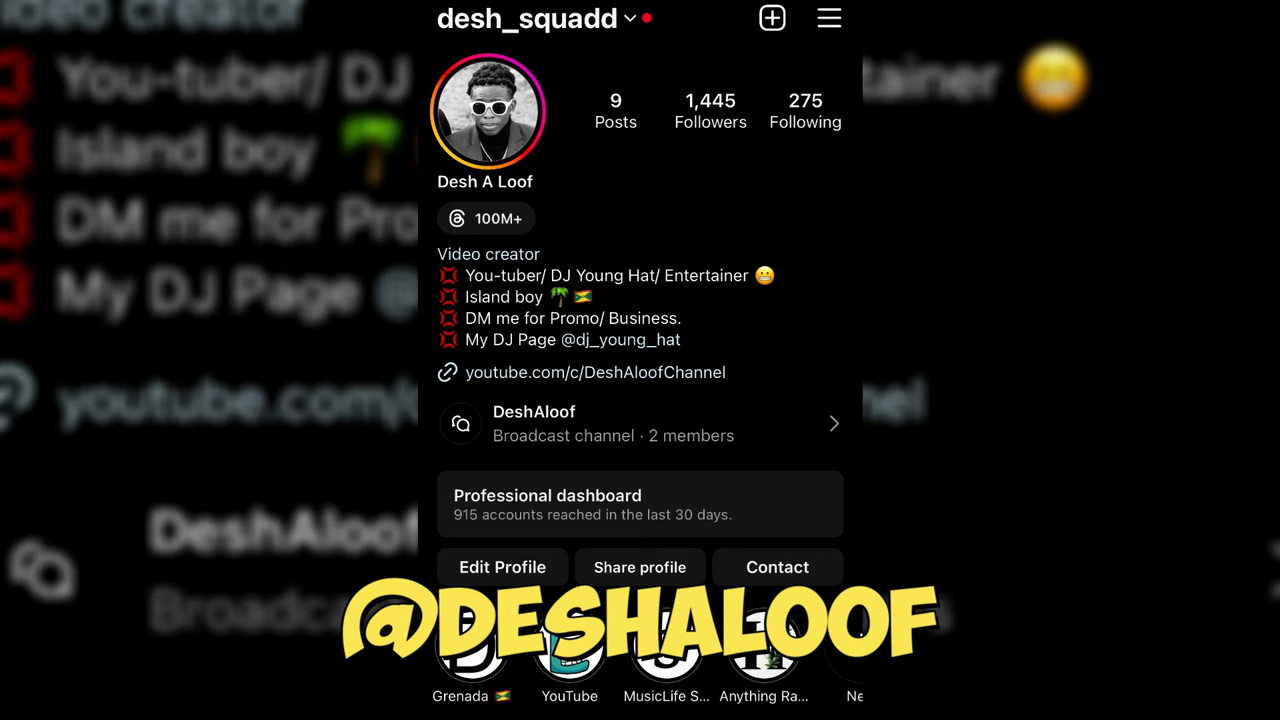 desh_squadd
9 1,445 275
Posts Followers Following
Desh A Loof
100M+
Video creator
💢 You-tuber/ DJ Young Hat/ Entertainer 😬
💢 Island boy 🌴 🇬🇩
💢 DM me for Promo/ Business.
💢 My DJ Page @dj_young_hat
youtube.com/c/DeshAloofChannel
DeshAloof
Broadcast channel · 2 members
Professional dashboard
915 accounts reached in the last 30 days.
Edit Profile Share profile Contact
@DESHALOOF
Grenada 🇬🇩 YouTube MusicLife S... Anything Ra... Ne